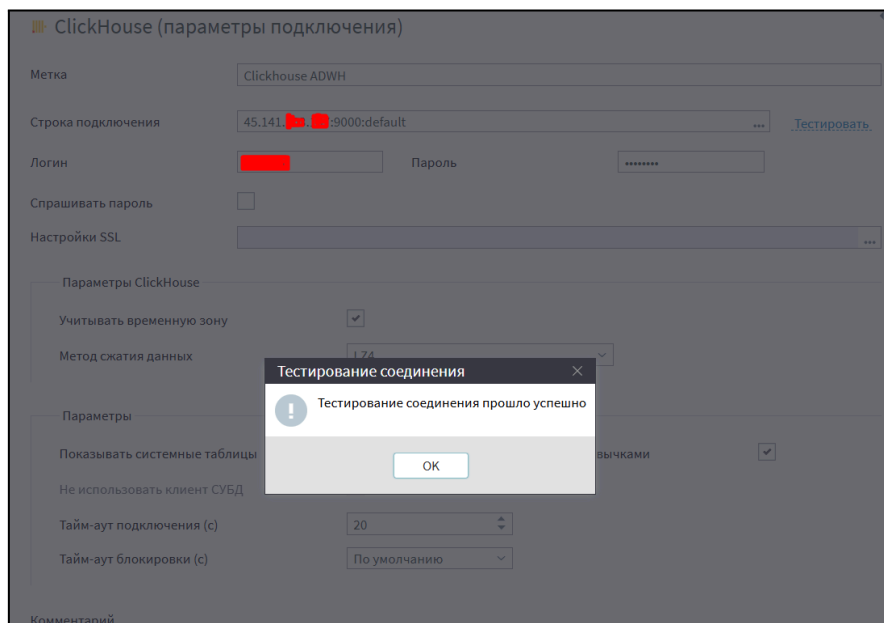 ClickHouse (параметры подключения)
Метка Clickhouse ADWH
Строка подключения 45.141. :9000:default ... Тестировать
Логин Пароль ••••••••
Спрашивать пароль
Настройки SSL ...
Параметры ClickHouse
Учитывать временную зону
Метод сжатия данных LZ4
Тестирование соединения
Тестирование соединения прошло успешно
OK
Параметры
Показывать системные таблицы
Не использовать клиент СУБД
Тайм-аут подключения (с) 20
Тайм-аут блокировки (с) По умолчанию
Комментарий